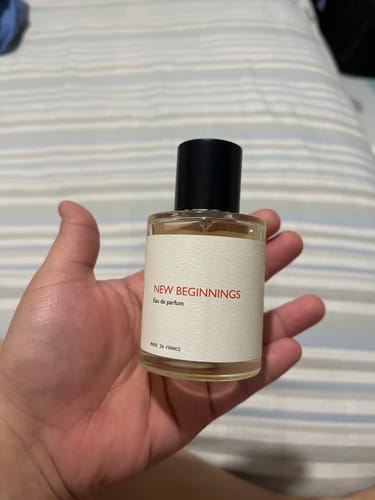 NEW BEGINNINGS
Eau de parfum
MADE IN FRANCE